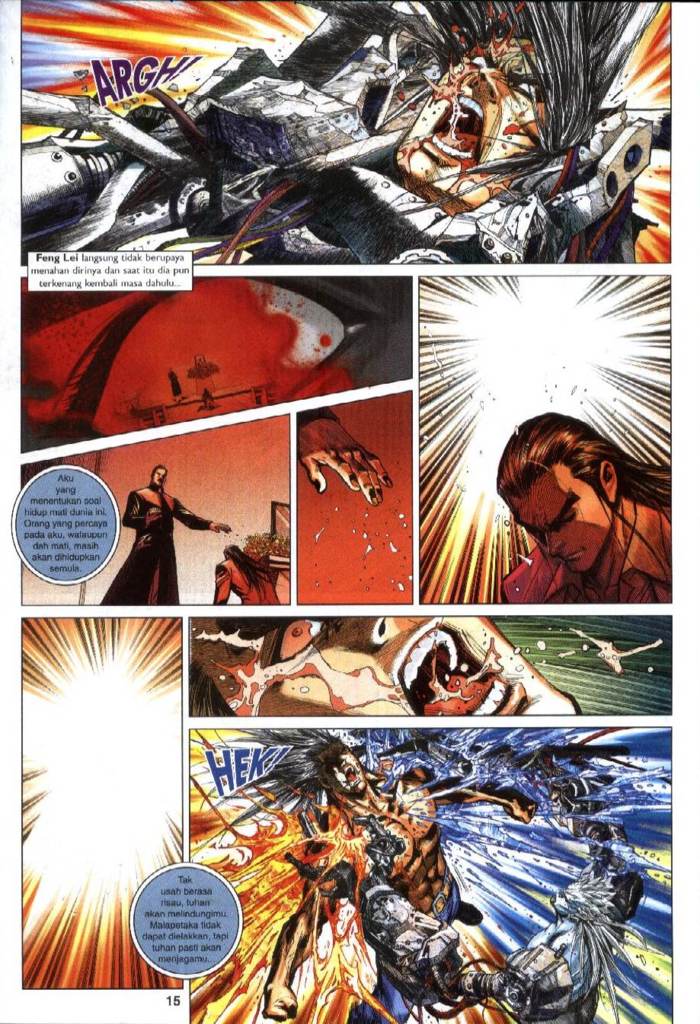 ARGH!
Feng Lei langsung tidak berupaya
menahan dirinya dan saat itu dia pun
terkenang kembali masa dahulu...
Aku
yang
menentukan soal
hidup mati dunia ini.
Orang yang percaya
pada aku, walaupun
dah mati, masih
akan dihidupkan
semula.
HEK!
Tak
usah berasa
risau, tuhan
akan melindungimu.
Malapetaka tidak
dapat dielakkan, tapi
tuhan pasti akan
menjagamu.
15